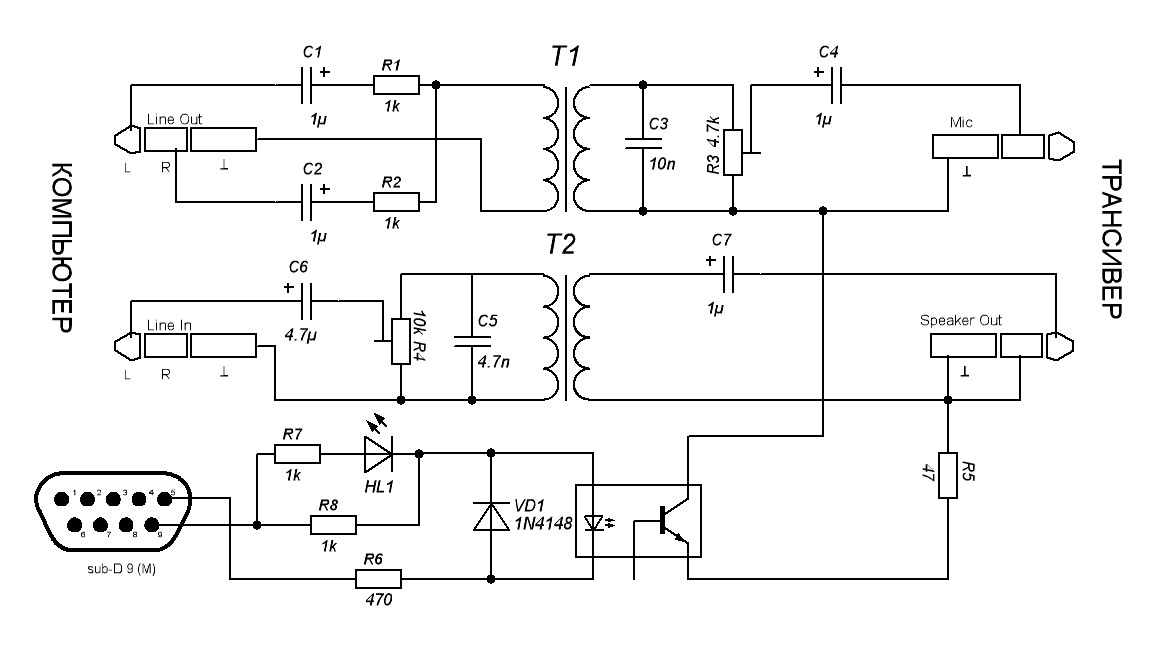 КОМПЬЮТЕР
ТРАНСИВЕР
C1
+
1µ
R1
1k
T1
C4
+
1µ
Line Out
L
R
⊥
C3
10n
R3 4.7k
Mic
⊥
C2
+
1µ
R2
1k
T2
C7
+
1µ
C6
+
4.7µ
Line In
L
R
⊥
10k R4
C5
4.7n
Speaker Out
⊥
R7
1k
HL1
R8
1k
VD1
1N4148
R6
470
R5
47
1 2 3 4 5
6 7 8 9
sub-D 9 (M)